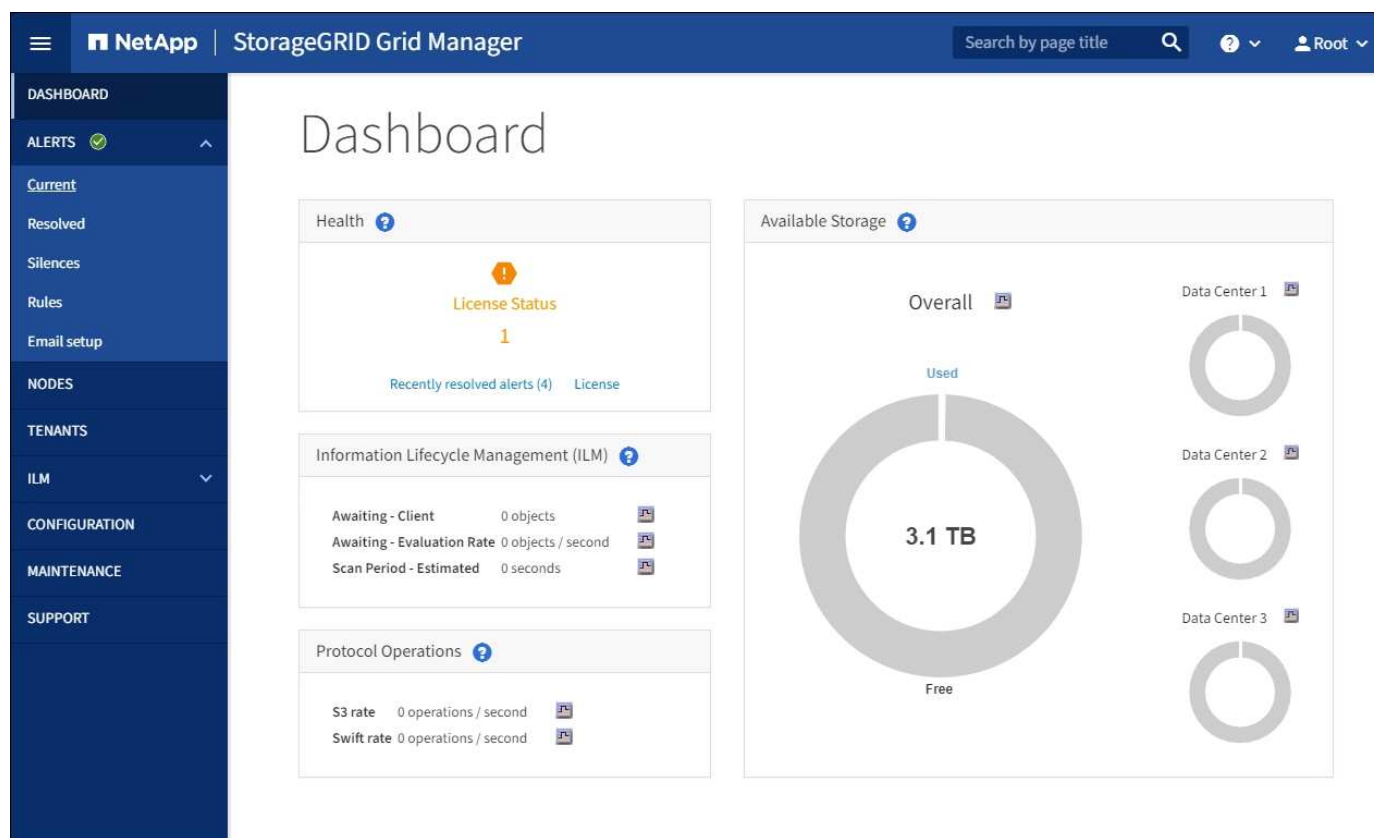 NetApp
StorageGRID Grid Manager
Search by page title
Root
DASHBOARD
ALERTS
Current
Resolved
Silences
Rules
Email setup
NODES
TENANTS
ILM
CONFIGURATION
MAINTENANCE
SUPPORT
Dashboard
Health
License Status
1
Recently resolved alerts (4) License
Information Lifecycle Management (ILM)
Awaiting - Client 0 objects
Awaiting - Evaluation Rate 0 objects / second
Scan Period - Estimated 0 seconds
Protocol Operations
S3 rate 0 operations / second
Swift rate 0 operations / second
Available Storage
Overall
Used
3.1 TB
Free
Data Center 1
Data Center 2
Data Center 3